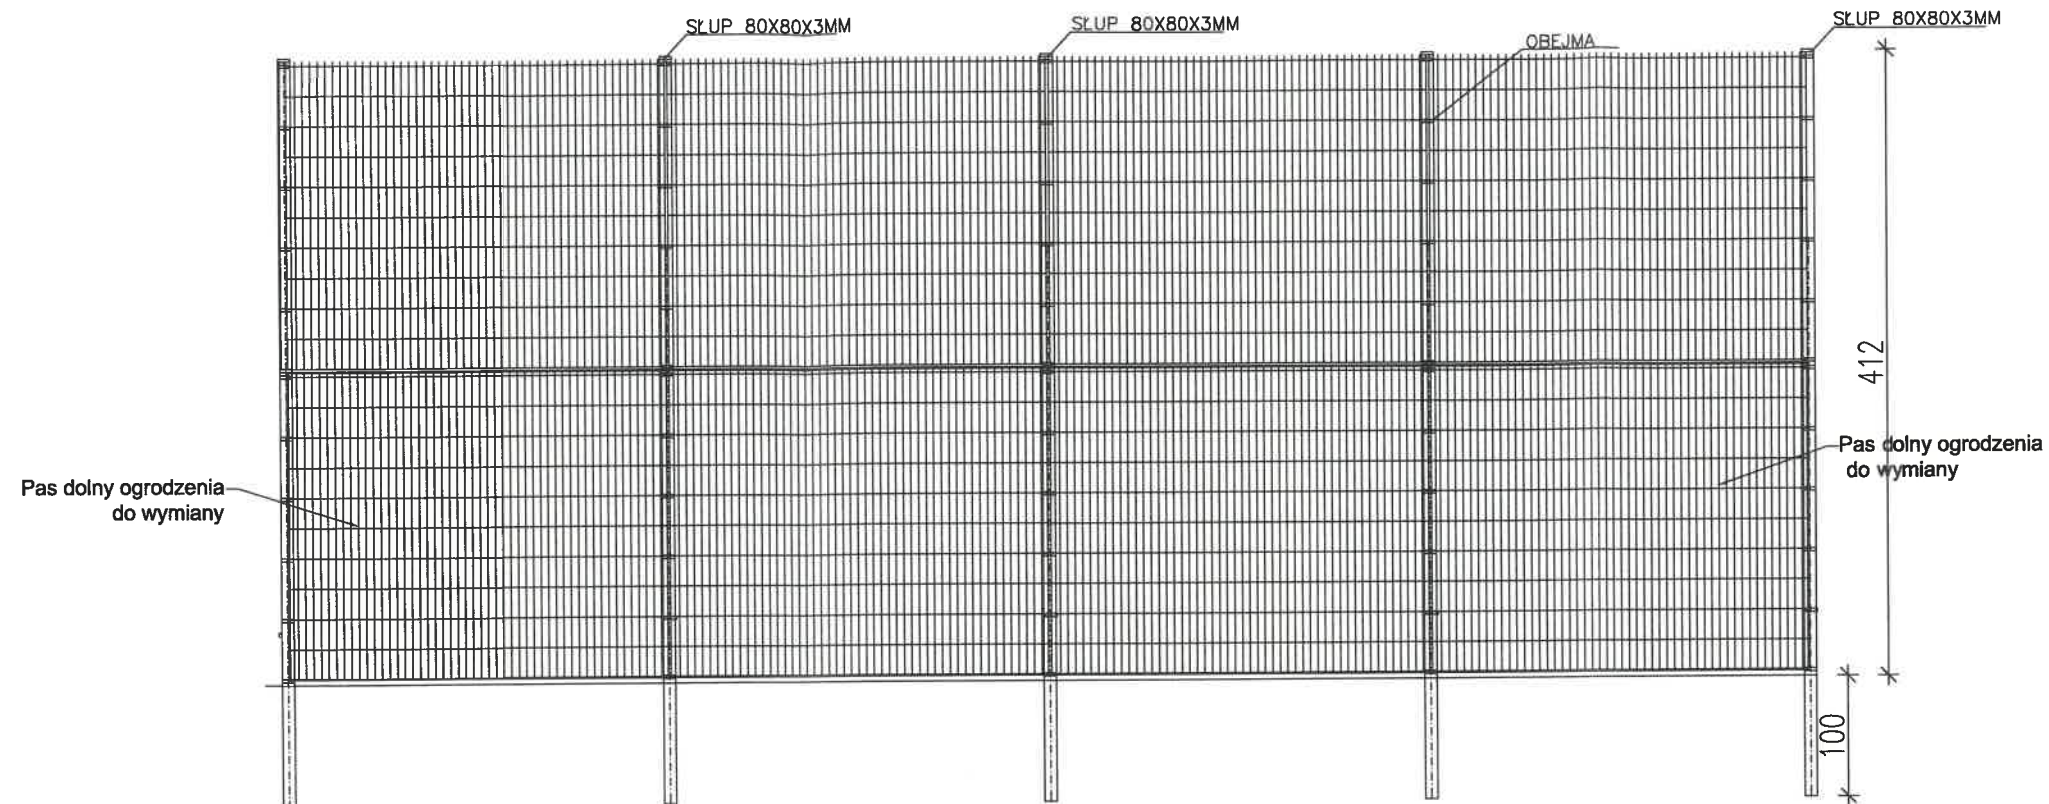 SŁUP 80X80X3MM
SŁUP 80X80X3MM
SŁUP 80X80X3MM
OBEJMA
412
Pas dolny ogrodzenia
do wymiany
Pas dolny ogrodzenia
do wymiany
100